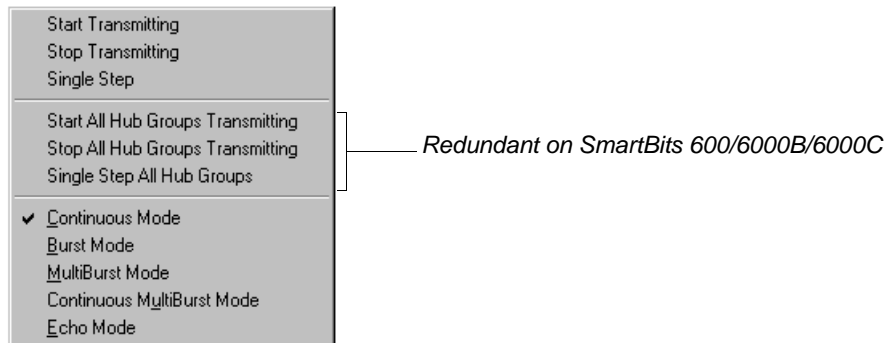 Start Transmitting
Stop Transmitting
Single Step
Start All Hub Groups Transmitting
Stop All Hub Groups Transmitting
Single Step All Hub Groups
Redundant on SmartBits 600/6000B/6000C
Continuous Mode
Burst Mode
MultiBurst Mode
Continuous MultiBurst Mode
Echo Mode